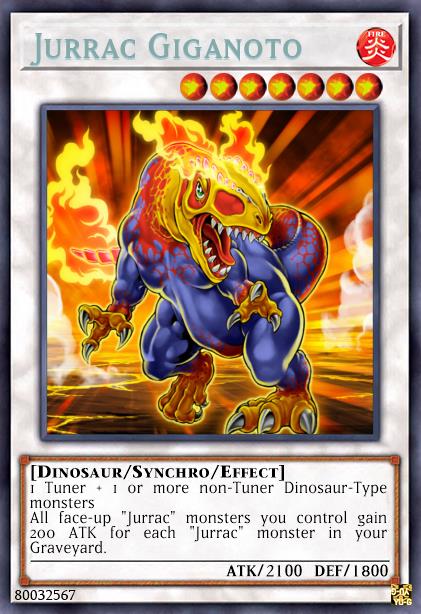 Jurrac Giganoto
FIRE
炎
[Dinosaur/Synchro/Effect]
1 Tuner + 1 or more non-Tuner Dinosaur-Type
monsters
All face-up "Jurrac" monsters you control gain
200 ATK for each "Jurrac" monster in your
Graveyard.
ATK/2100 DEF/1800
80032567